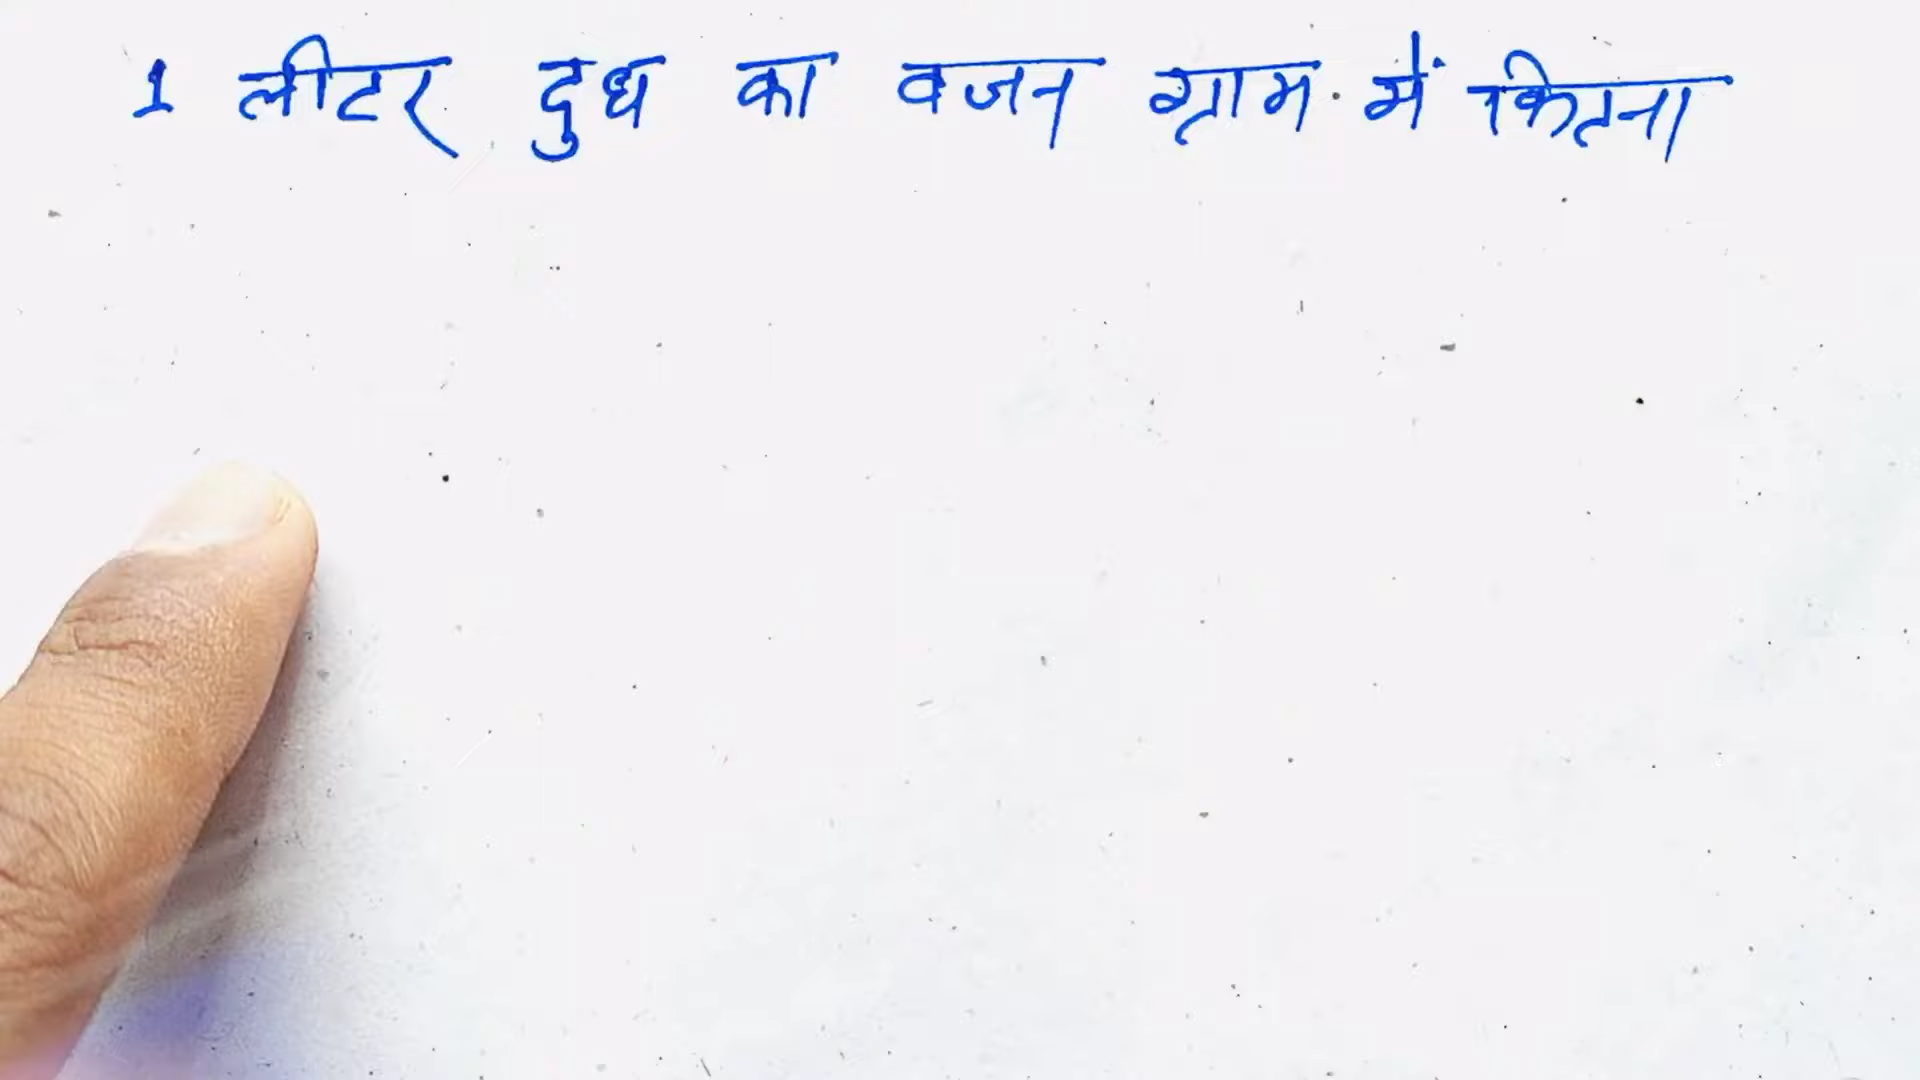 1 लीटर दुध का वजन ग्राम में कितना